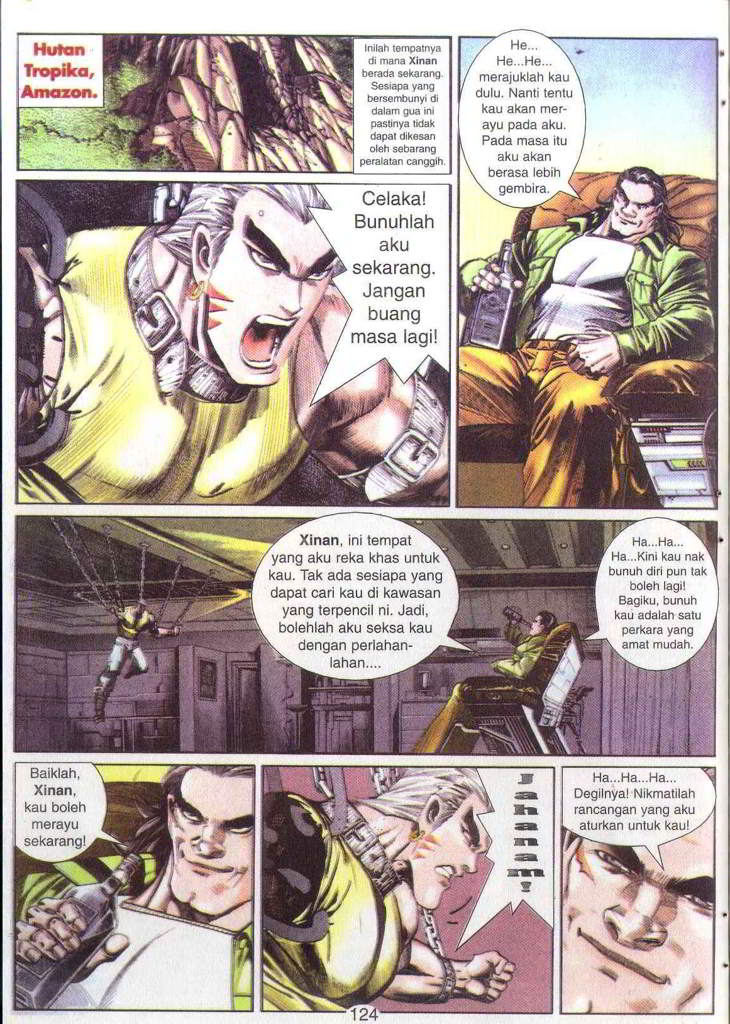 Hutan
Tropika,
Amazon.
Inilah tempatnya
di mana Xinan
berada sekarang.
Sesiapa yang
bersembunyi di
dalam gua ini
pastinya tidak
dapat dikesan
oleh sebarang
peralatan canggih.
He...
He...He...
merajuklah kau
dulu. Nanti tentu
kau akan mer-
ayu pada aku.
Pada masa itu
aku akan
berasa lebih
gembira.
Celaka!
Bunuhlah
aku
sekarang.
Jangan
buang
masa lagi!
Xinan, ini tempat
yang aku reka khas untuk
kau. Tak ada sesiapa yang
dapat cari kau di kawasan
yang terpencil ni. Jadi,
bolehlah aku seksa kau
dengan perlahan-
lahan....
Ha...Ha...
Ha...Kini kau nak
bunuh diri pun tak
boleh lagi!
Bagiku, bunuh
kau adalah satu
perkara yang
amat mudah.
Baiklah,
Xinan,
kau boleh
merayu
sekarang!
Jahanam!
Ha...Ha...Ha...
Degilnya! Nikmatilah
rancangan yang aku
aturkan untuk kau!
124